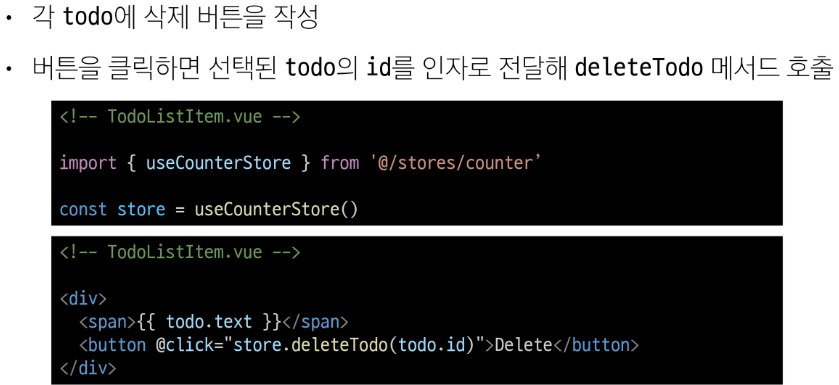 • 각 todo에 삭제 버튼을 작성
• 버튼을 클릭하면 선택된 todo의 id를 인자로 전달해 deleteTodo 메서드 호출
<!-- TodoListItem.vue -->
import { useCounterStore } from '@/stores/counter’
const store = useCounterStore()
<!-- TodoListItem.vue -->
<div>
  <span>{{ todo.text }}</span>
  <button @click="store.deleteTodo(todo.id)">Delete</button>
</div>